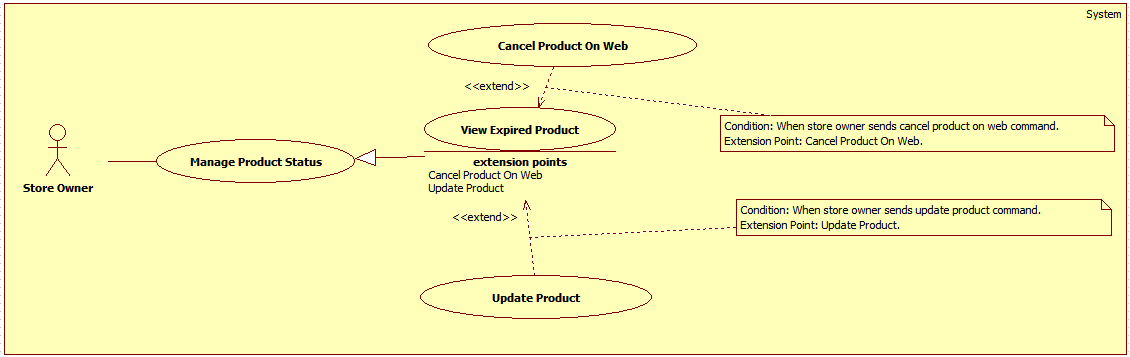 System
Cancel Product On Web
<<extend>>
View Expired Product
Condition: When store owner sends cancel product on web command.
Extension Point: Cancel Product On Web.
Manage Product Status
extension points
Cancel Product On Web
Update Product
Store Owner
<<extend>>
Condition: When store owner sends update product command.
Extension Point: Update Product.
Update Product